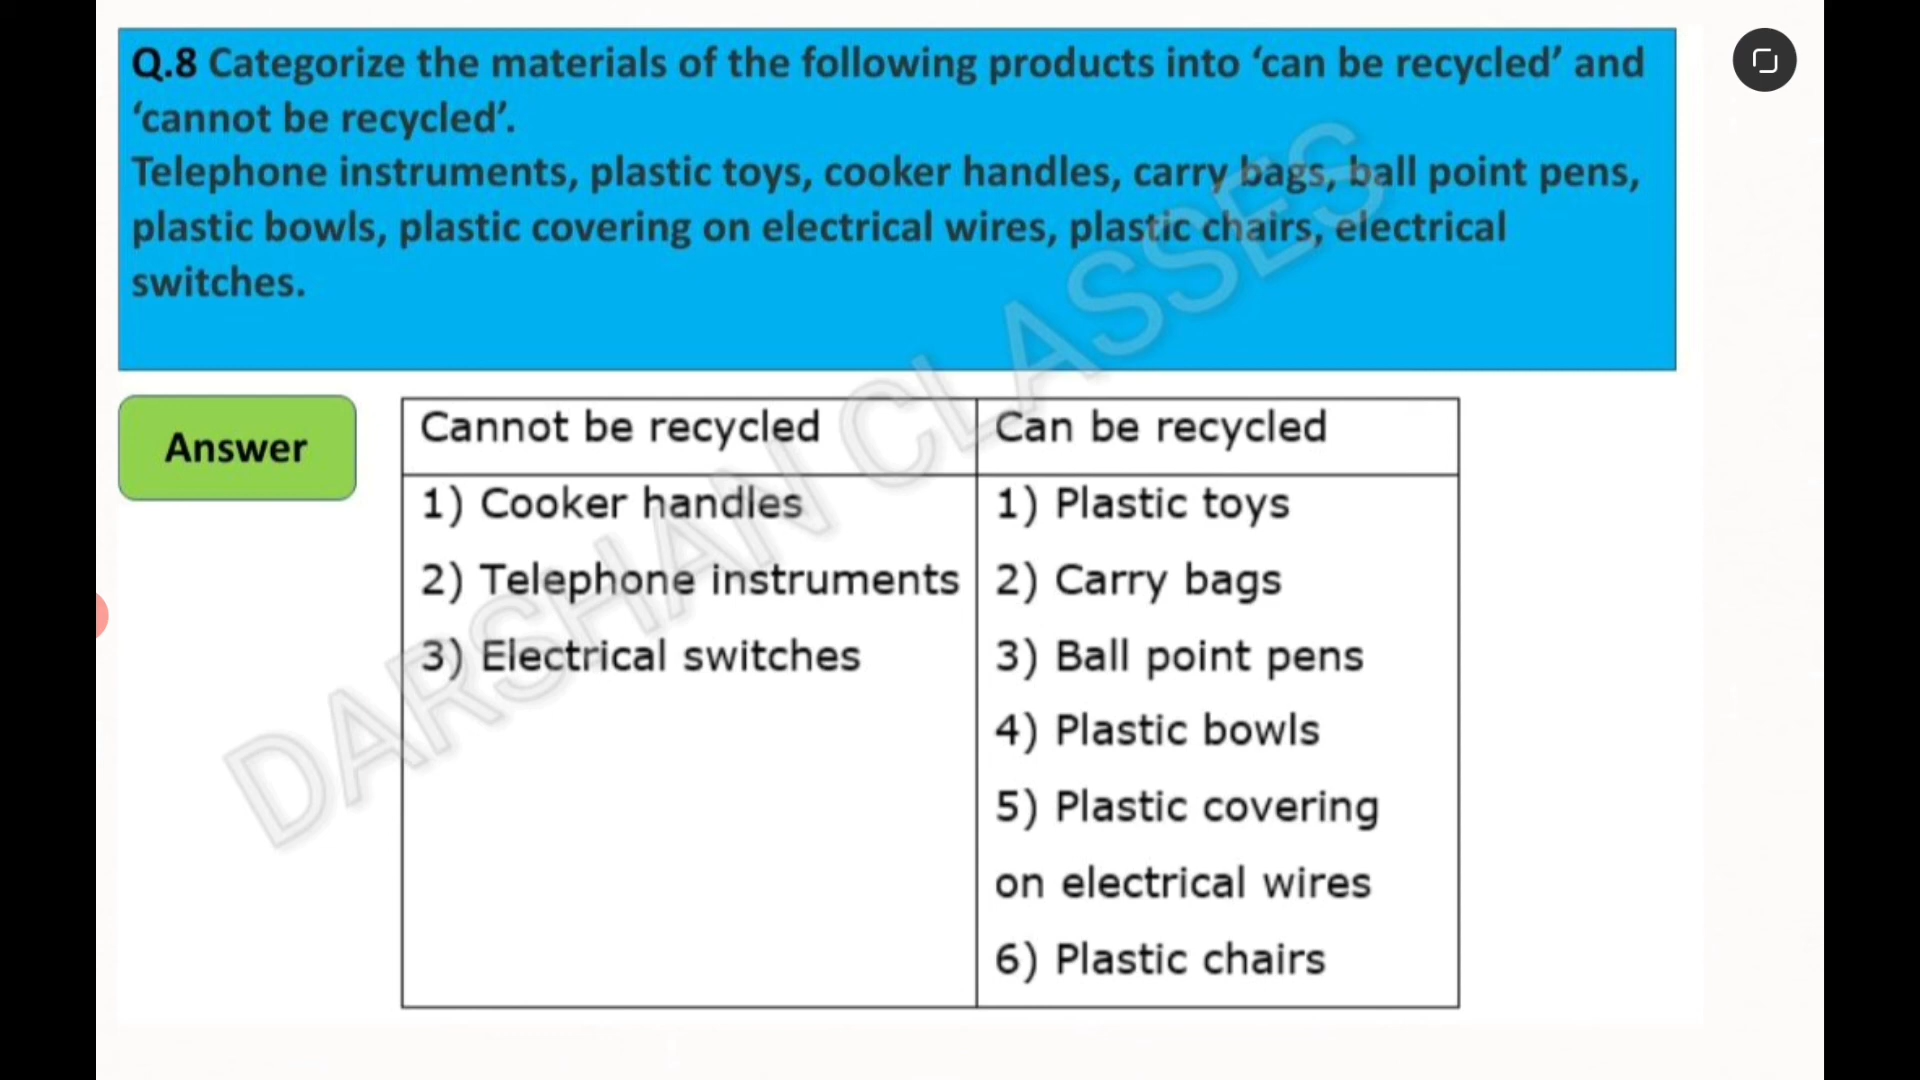 Q.8 Categorize the materials of the following products into ‘can be recycled’ and
‘cannot be recycled’.
Telephone instruments, plastic toys, cooker handles, carry bags, ball point pens,
plastic bowls, plastic covering on electrical wires, plastic chairs, electrical
switches.
Answer
Cannot be recycled
1) Cooker handles
2) Telephone instruments
3) Electrical switches
Can be recycled
1) Plastic toys
2) Carry bags
3) Ball point pens
4) Plastic bowls
5) Plastic covering
on electrical wires
6) Plastic chairs
DARSHAN CLASSES